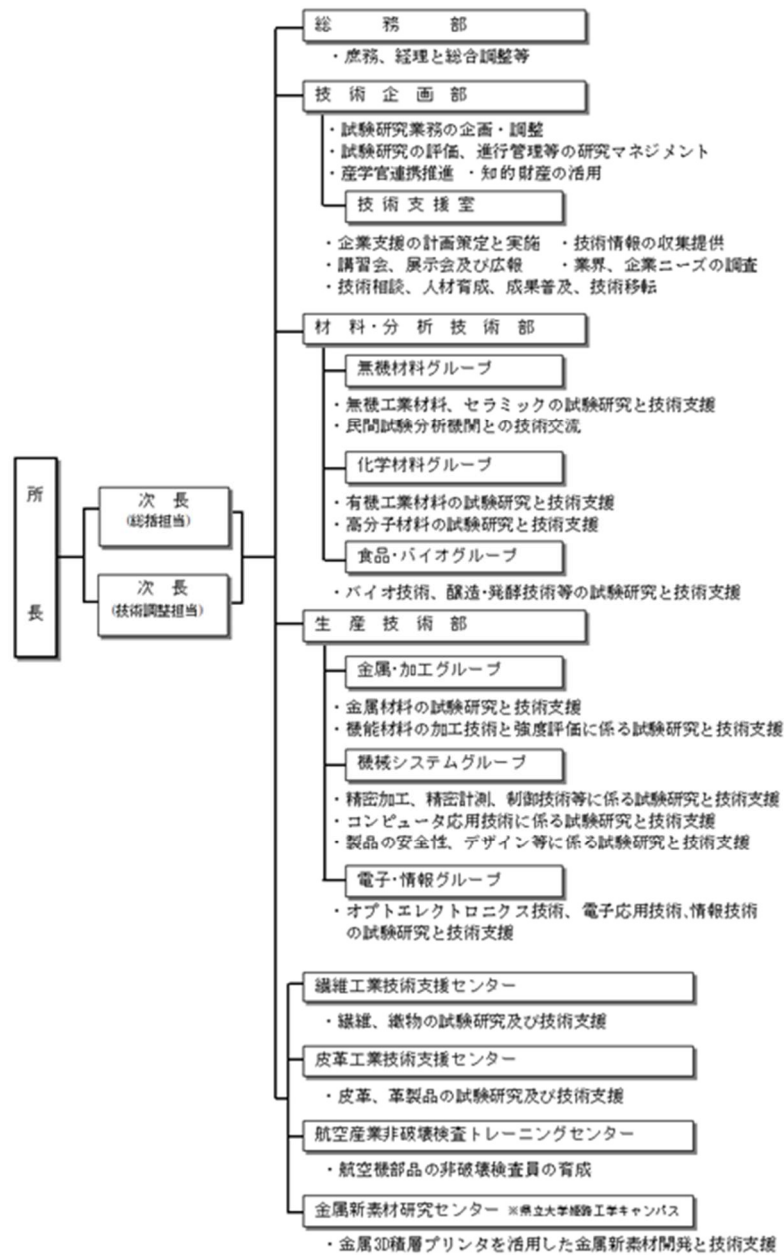 総務部
・庶務、経理と総合調整等
技術企画部
・試験研究業務の企画・調整
・試験研究の評価、進行管理等の研究マネジメント
・産学官連携推進 ・知的財産の活用
技術支援室
・企業支援の計画策定と実施 ・技術情報の収集提供
・講習会、展示会及び広報 ・業界、企業ニーズの調査
・技術相談、人材育成、成果普及、技術移転
材料・分析技術部
無機材料グループ
・無機工業材料、セラミックの試験研究と技術支援
・民間試験分析機関との技術交流
化学材料グループ
・有機工業材料の試験研究と技術支援
・高分子材料の試験研究と技術支援
食品・バイオグループ
・バイオ技術、醸造・発酵技術等の試験研究と技術支援
所長
次長
(総括担当)
次長
(技術調整担当)
生産技術部
金属・加工グループ
・金属材料の試験研究と技術支援
・機能材料の加工技術と強度評価に係る試験研究と技術支援
機械システムグループ
・精密加工、精密計測、制御技術等に係る試験研究と技術支援
・コンピュータ応用技術に係る試験研究と技術支援
・製品の安全性、デザイン等に係る試験研究と技術支援
電子・情報グループ
・オプトエレクトロニクス技術、電子応用技術、情報技術
の試験研究と技術支援
繊維工業技術支援センター
・繊維、織物の試験研究及び技術支援
皮革工業技術支援センター
・皮革、革製品の試験研究及び技術支援
航空産業非破壊検査トレーニングセンター
・航空機部品の非破壊検査員の育成
金属新素材研究センター ※県立大学姫路工学キャンパス
・金属3D積層プリンタを活用した金属新素材開発と技術支援